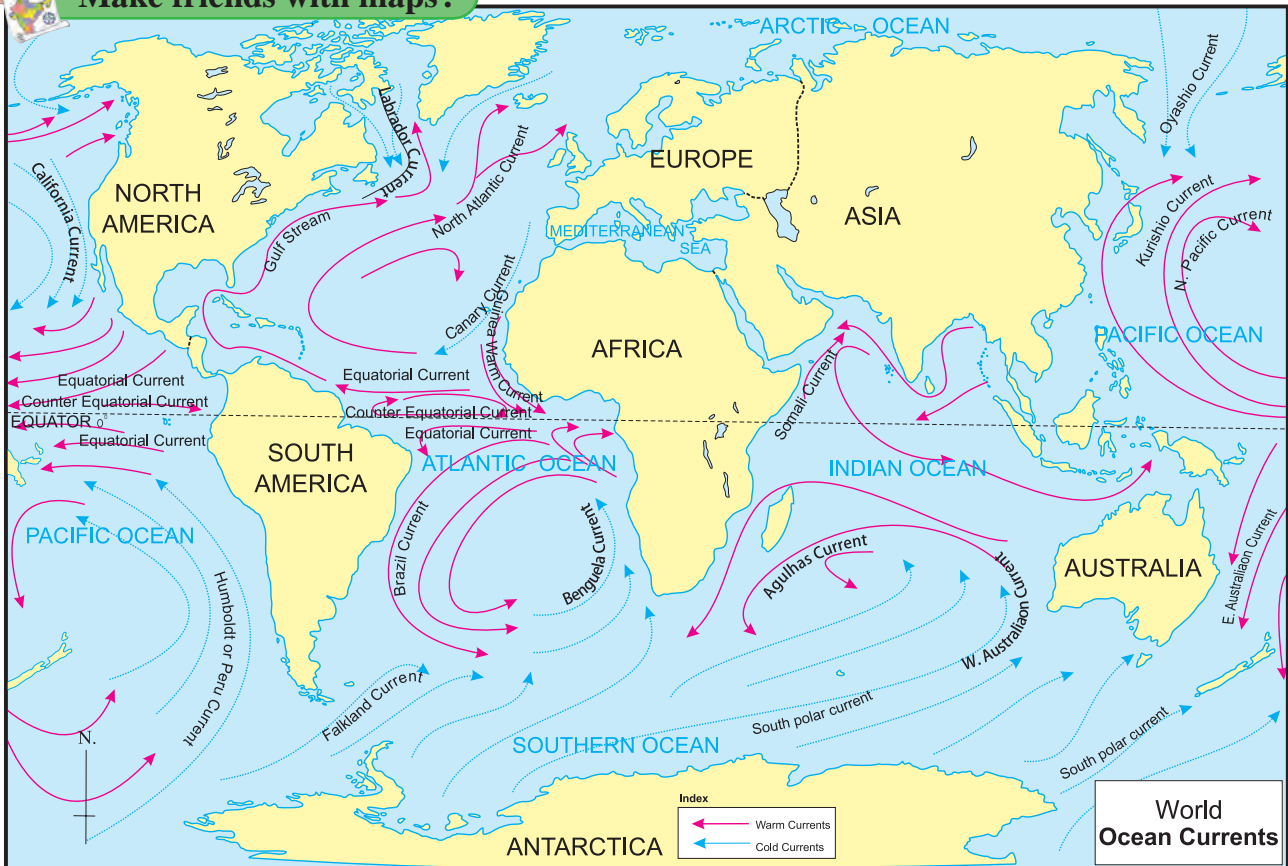 Make friends with maps!
ARCTIC OCEAN
Labrador Current
Oyashio Current
EUROPE
NORTH
AMERICA
ASIA
California Current
Gulf Stream
North Atlantic Current
MEDITERRANEAN
SEA
Kurishio Current
N. Pacific Current
Canary Current
Guinea Warm Current
AFRICA
PACIFIC OCEAN
Equatorial Current
Equatorial Current
Counter Equatorial Current
Counter Equatorial Current
Somali Current
EQUATOR 0°
Equatorial Current
Equatorial Current
SOUTH
AMERICA
ATLANTIC OCEAN
INDIAN OCEAN
PACIFIC OCEAN
Brazil Current
Benguela Current
Agulhas Current
AUSTRALIA
E. Australiaon Current
Humboldt or Peru Current
W. Australiaon Current
Falkland Current
South polar current
South polar current
N.
SOUTHERN OCEAN
Index
Warm Currents
Cold Currents
ANTARCTICA
World
Ocean Currents